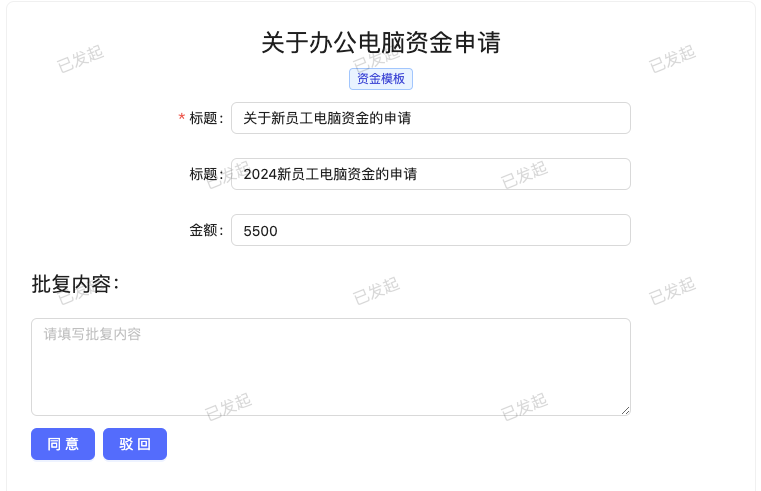 关于办公电脑资金申请
已发起 已发起 已发起
资金模板
* 标题： 关于新员工电脑资金的申请
标题： 2024新员工电脑资金的申请
已发起 已发起
金额： 5500
批复内容：
已发起 已发起 已发起
请填写批复内容
已发起 已发起
同 意 驳 回